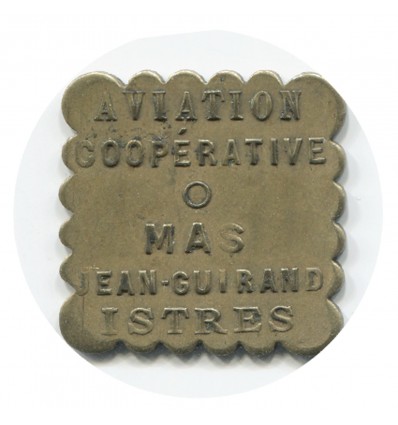 AVIATION
COOPÉRATIVE
O
MAS
JEAN-GUIRAND
ISTRES